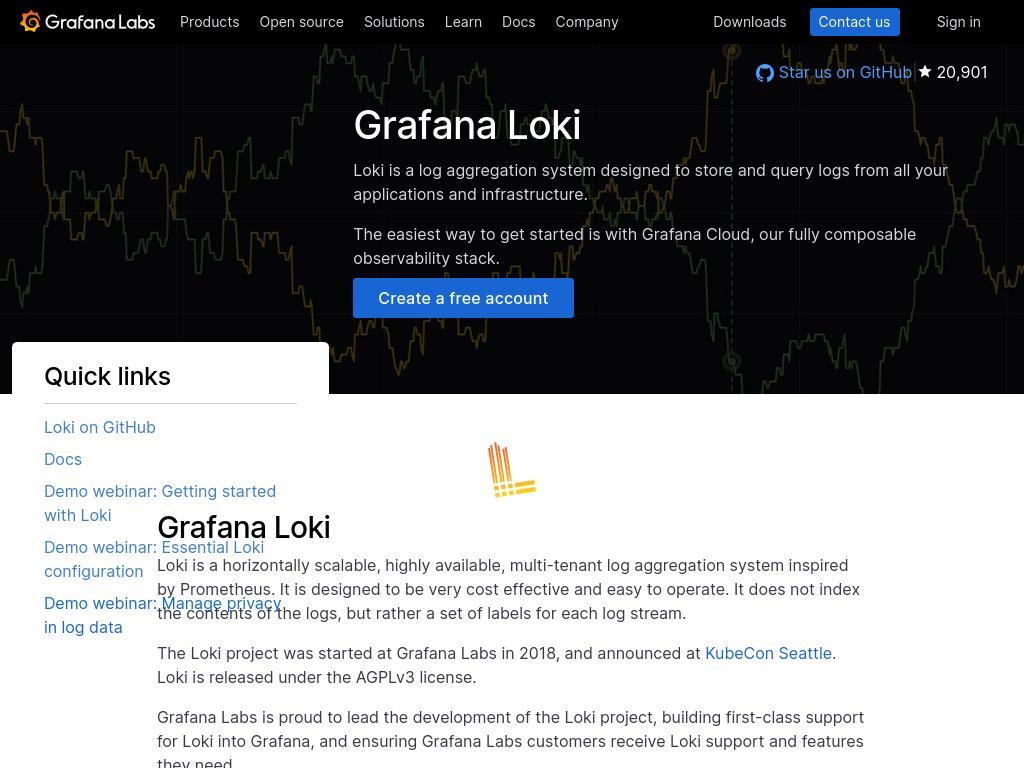 Grafana Labs
Products Open source Solutions Learn Docs Company Downloads Contact us Sign in
Star us on GitHub 20,901
Grafana Loki
Loki is a log aggregation system designed to store and query logs from all your
applications and infrastructure.
The easiest way to get started is with Grafana Cloud, our fully composable
observability stack.
Create a free account
Quick links
Loki on GitHub
Docs
Demo webinar: Getting started
with Loki
Demo webinar: Essential Loki
configuration
Demo webinar: Manage privacy
in log data
Grafana Loki
Loki is a horizontally scalable, highly available, multi-tenant log aggregation system inspired
by Prometheus. It is designed to be very cost effective and easy to operate. It does not index
the contents of the logs, but rather a set of labels for each log stream.
The Loki project was started at Grafana Labs in 2018, and announced at KubeCon Seattle.
Loki is released under the AGPLv3 license.
Grafana Labs is proud to lead the development of the Loki project, building first-class support
for Loki into Grafana, and ensuring Grafana Labs customers receive Loki support and features
they need.